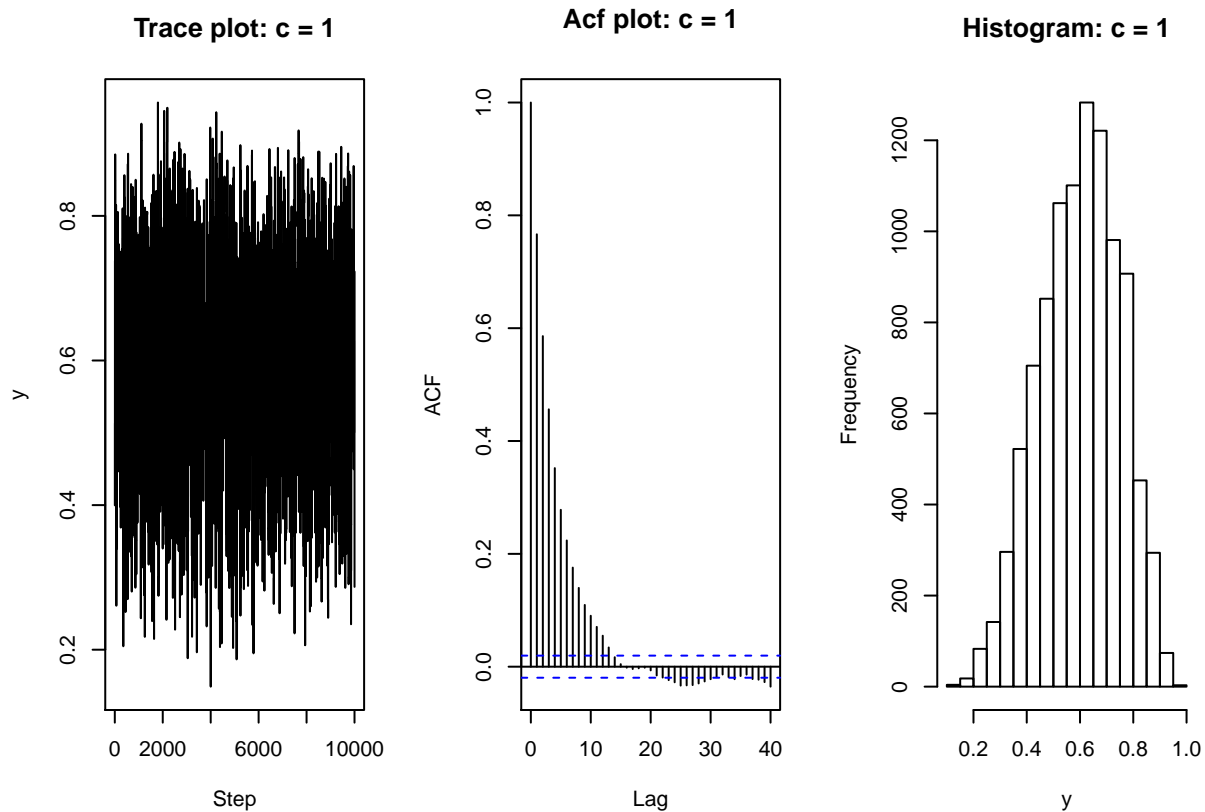 Trace plot: c = 1
y
0.2 0.4 0.6 0.8
0 2000 6000 10000
Step
Acf plot: c = 1
ACF
0.0 0.2 0.4 0.6 0.8 1.0
0 10 20 30 40
Lag
Histogram: c = 1
Frequency
0 200 400 600 800 1000 1200
0.2 0.4 0.6 0.8 1.0
y